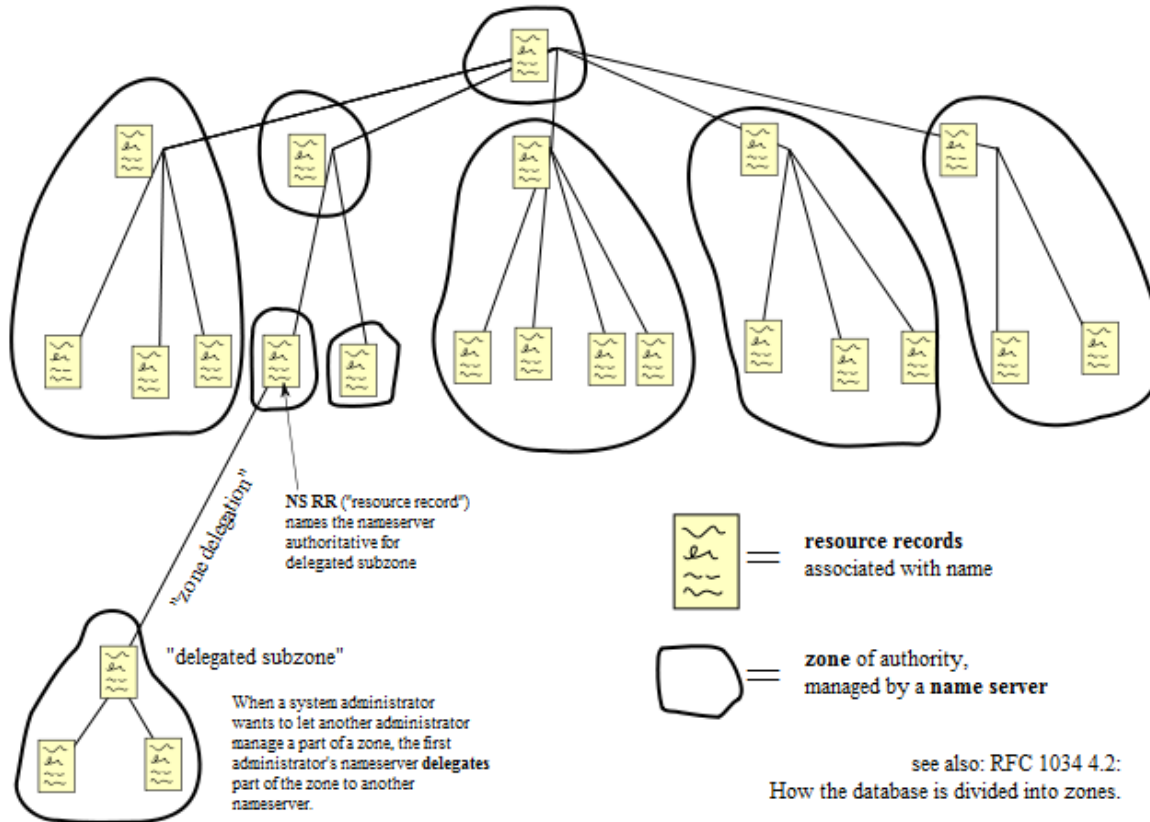 NS RR ("resource record")
names the nameserver
authoritative for
delegated subzone
"zone delegation"
resource records
associated with name
"delegated subzone"
zone of authority,
managed by a name server
When a system administrator
wants to let another administrator
manage a part of a zone, the first
administrator's nameserver delegates
part of the zone to another
nameserver.
see also: RFC 1034 4.2:
How the database is divided into zones.